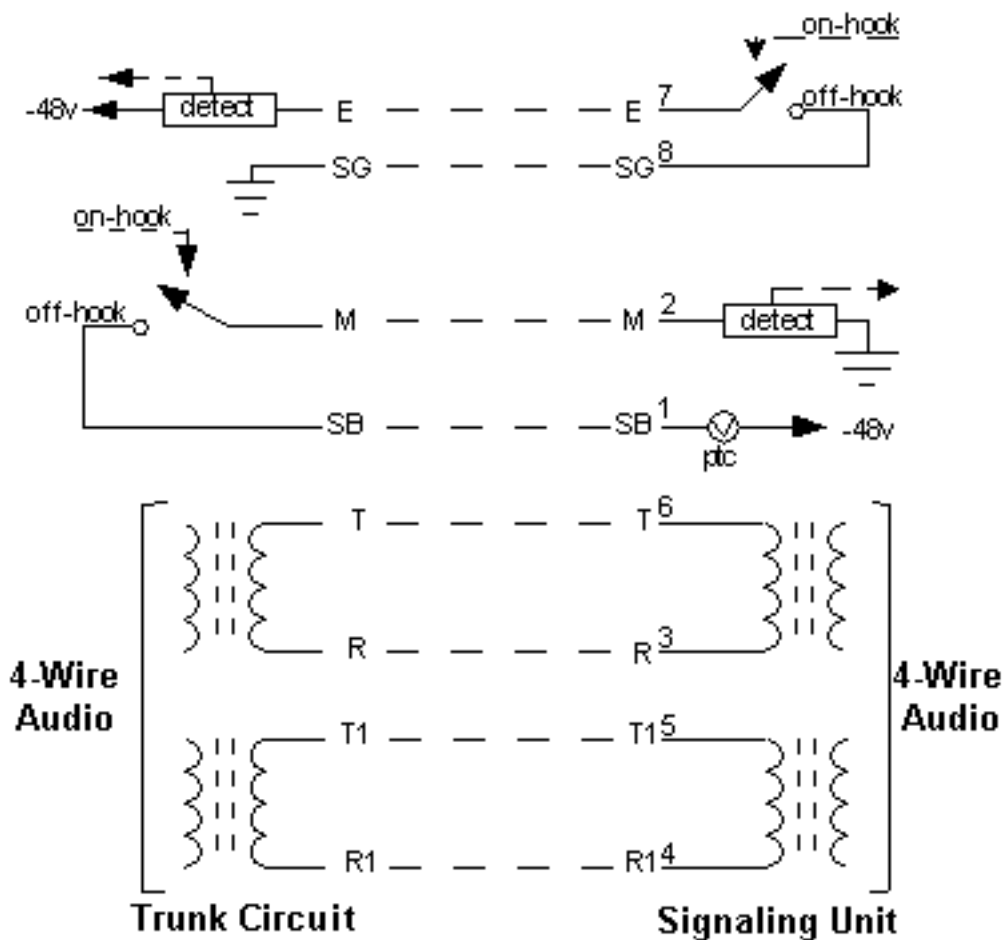 on-hook
-48v detect E E 7 off-hook
SG SG 8
on-hook
off-hook M M 2 detect
SB SB 1 -48v
ptc
T T 6
R R 3
4-Wire 4-Wire
Audio Audio
T1 T1 5
R1 R1 4
Trunk Circuit Signaling Unit